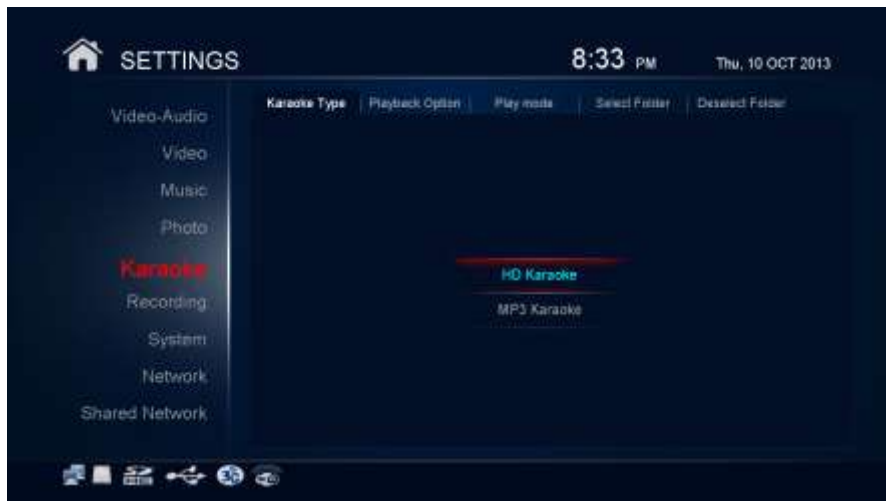 SETTINGS
8:33 PM
Thu, 10 OCT 2013
Karaoke Type | Playback Option | Play mode | Select Folder | Deselect Folder
Video-Audio
Video
Music
Photo
Karaoke
Recording
System
Network
Shared Network
HD Karaoke
MP3 Karaoke
3G